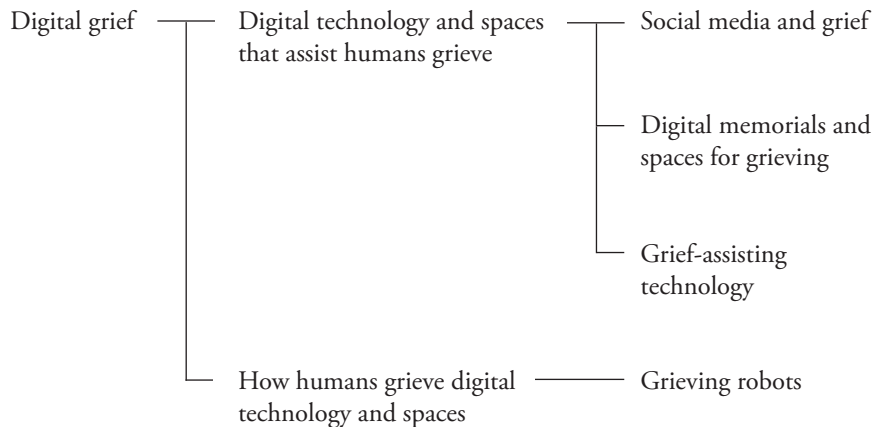 Digital grief
Digital technology and spaces
that assist humans grieve
Social media and grief
Digital memorials and
spaces for grieving
Grief-assisting
technology
How humans grieve digital
technology and spaces
Grieving robots